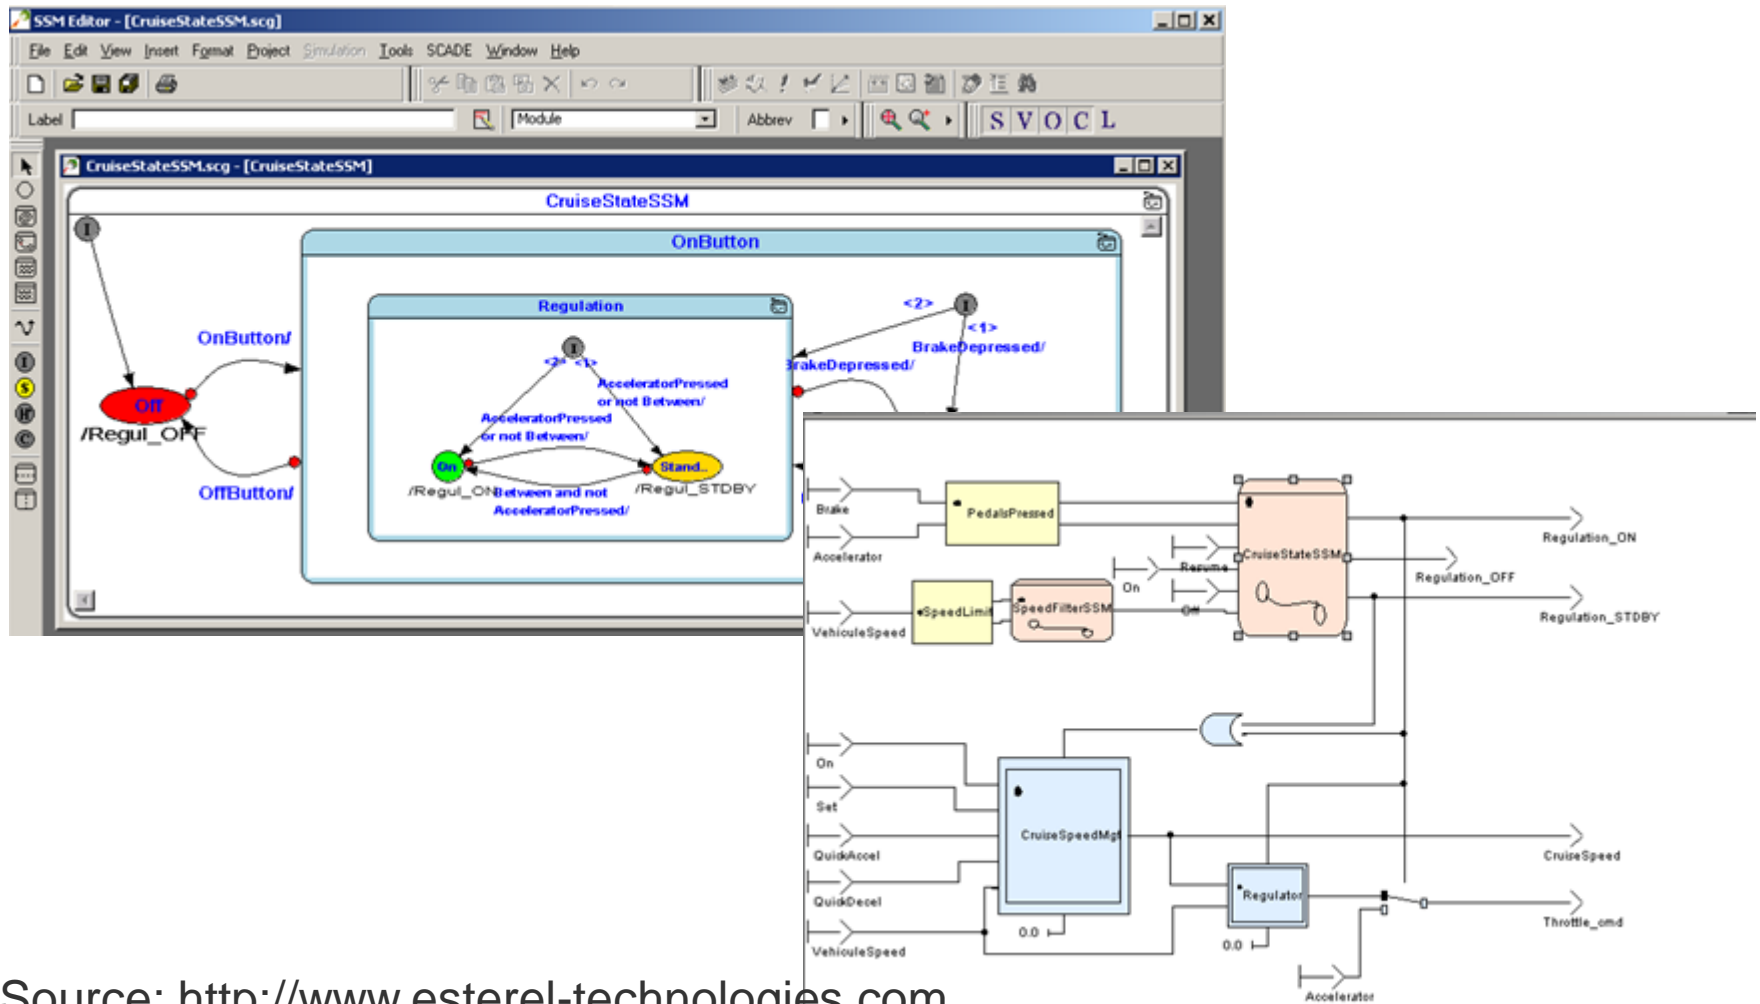 SSM Editor - [CruiseStateSSM.scg]
File Edit View Insert Format Project Simulation Tools SCADE Window Help
Label Module Abbrev S V O C L
CruiseStateSSM.scg - [CruiseStateSSM]
CruiseStateSSM
I
OnButton
Regulation
I
<2>
<1>
BrakeDepressed/
BrakeDepressed/
OnButton/
I
<2> <1>
AcceleratorPressed
or not Between/
AcceleratorPressed
or not Between/
Off
/Regul_OFF
OffButton/
On
Stand..
/Regul_ON
/Regul_STDBY
Between and not
AcceleratorPressed/
Brake
Accelerator
PedalsPressed
CruiseStateSSM
Resume
On
Off
Regulation_ON
Regulation_OFF
Regulation_STDBY
VehiculeSpeed
SpeedLimit
SpeedFilterSSM
On
Set
QuickAccel
QuickDecel
VehiculeSpeed
CruiseSpeedMgt
0.0
Regulator
0.0
CruiseSpeed
Throttle_cmd
Accelerator
Source: http://www.esterel-technologies.com